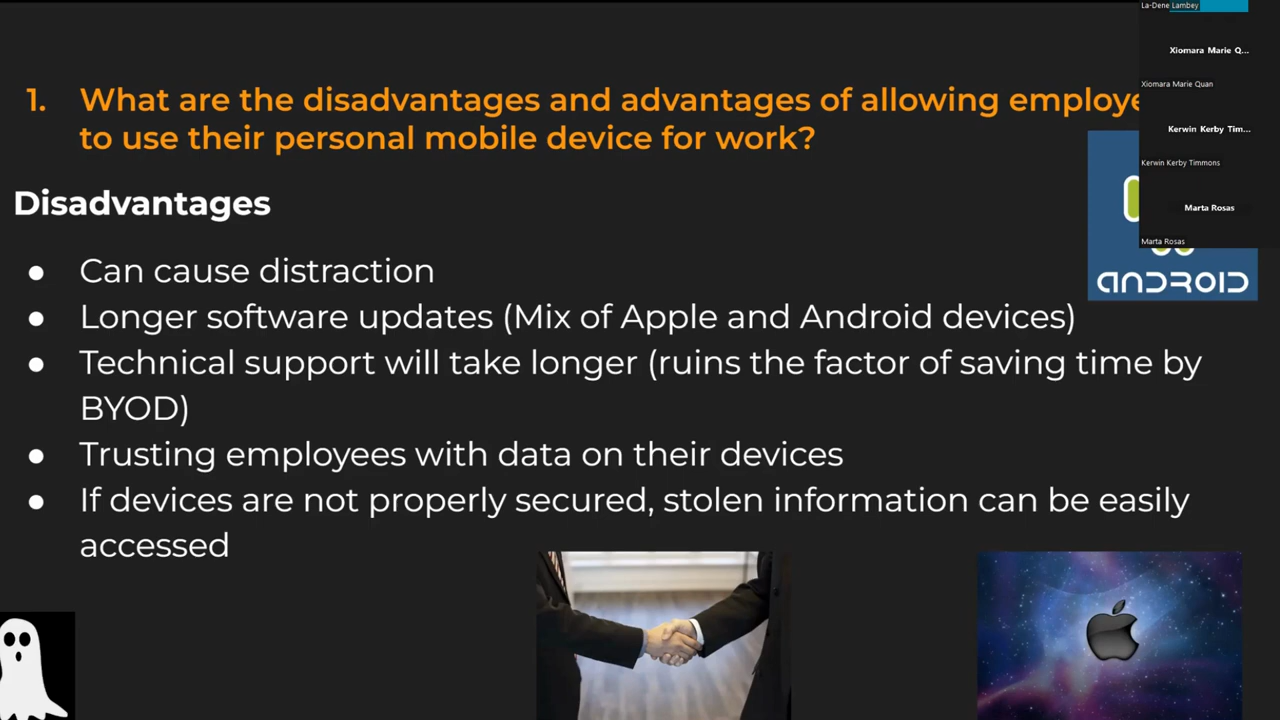 La-Dene Lambey
Xiomara Marie Q...
Xiomara Marie Quan
Kerwin Kerby Tim...
Kerwin Kerby Timmons
Marta Rosas
Marta Rosas
1. What are the disadvantages and advantages of allowing employe
to use their personal mobile device for work?
Disadvantages
● Can cause distraction
● Longer software updates (Mix of Apple and Android devices)
● Technical support will take longer (ruins the factor of saving time by
BYOD)
● Trusting employees with data on their devices
● If devices are not properly secured, stolen information can be easily
accessed
ANDROID